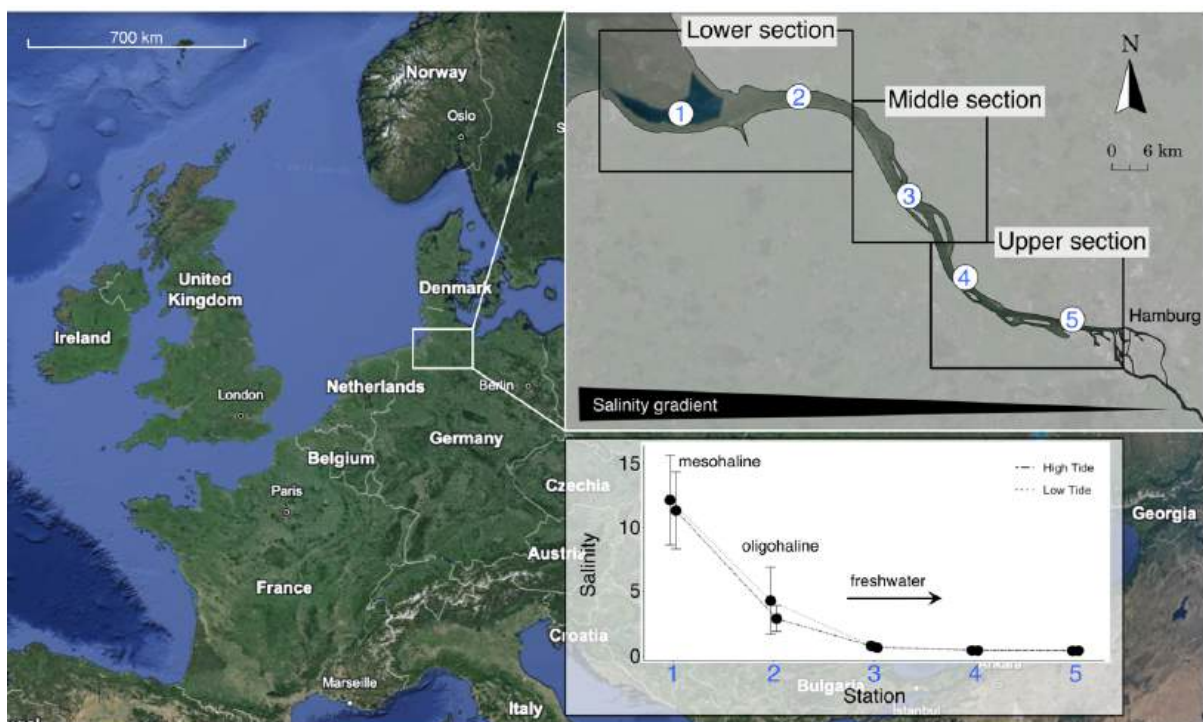 700 km
Norway
Oslo
United
Kingdom
Ireland
London
Denmark
Netherlands
Berlin
Germany
Belgium
Paris
France
Marseille
Italy
Czechia
Austria
Croatia
Bulgaria
Istanbul
Ankara
Georgia
Lower section
Middle section
Upper section
N
0 6 km
1
2
3
4
5
Hamburg
Salinity gradient
15
10
5
0
Salinity
mesohaline
oligohaline
freshwater
High Tide
Low Tide
1 2 3 4 5
Station